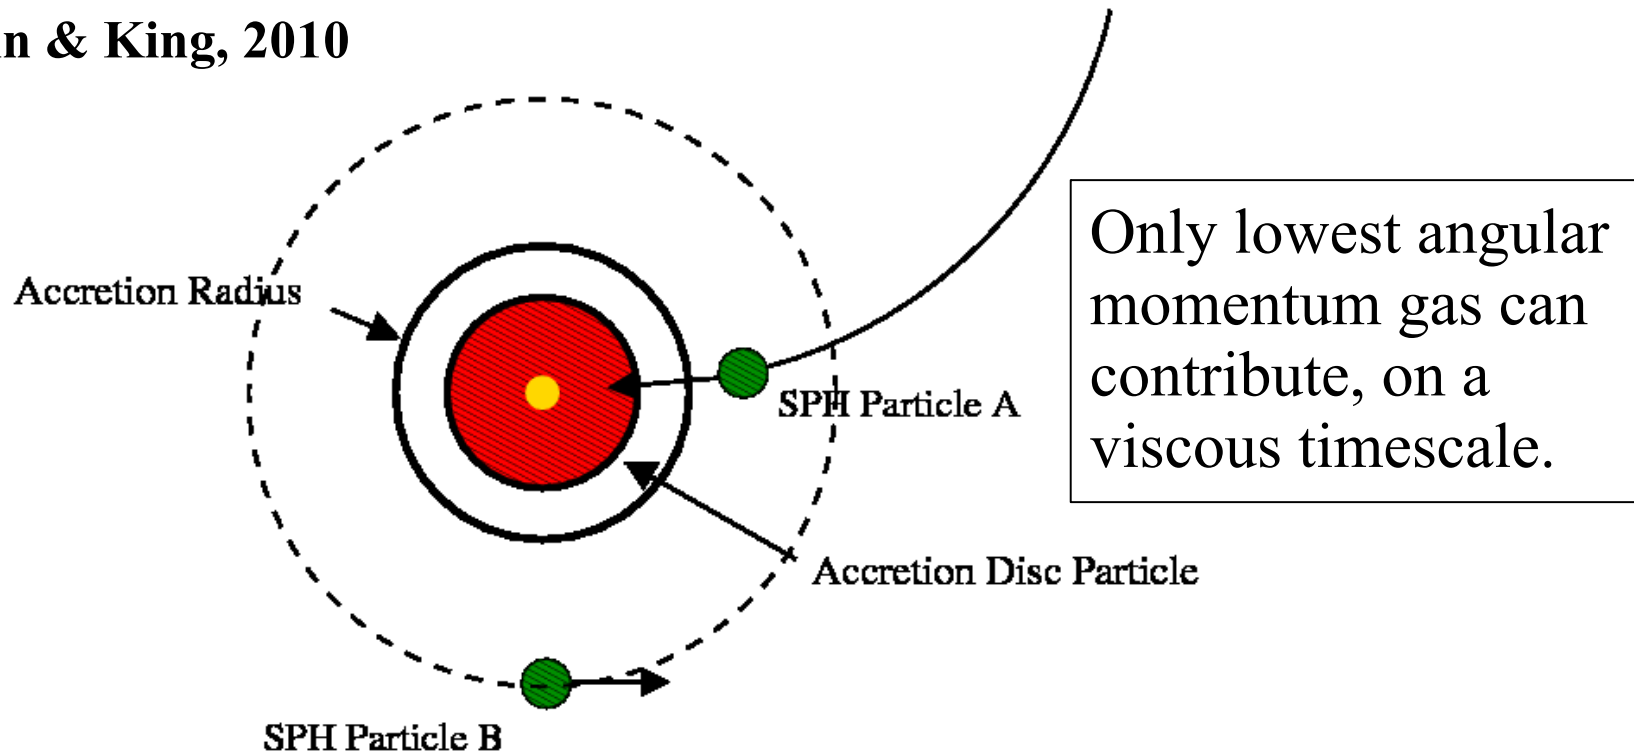 & King, 2010
Only lowest angular
momentum gas can
contribute, on a
viscous timescale.
Accretion Radius
SPH Particle A
Accretion Disc Particle
SPH Particle B